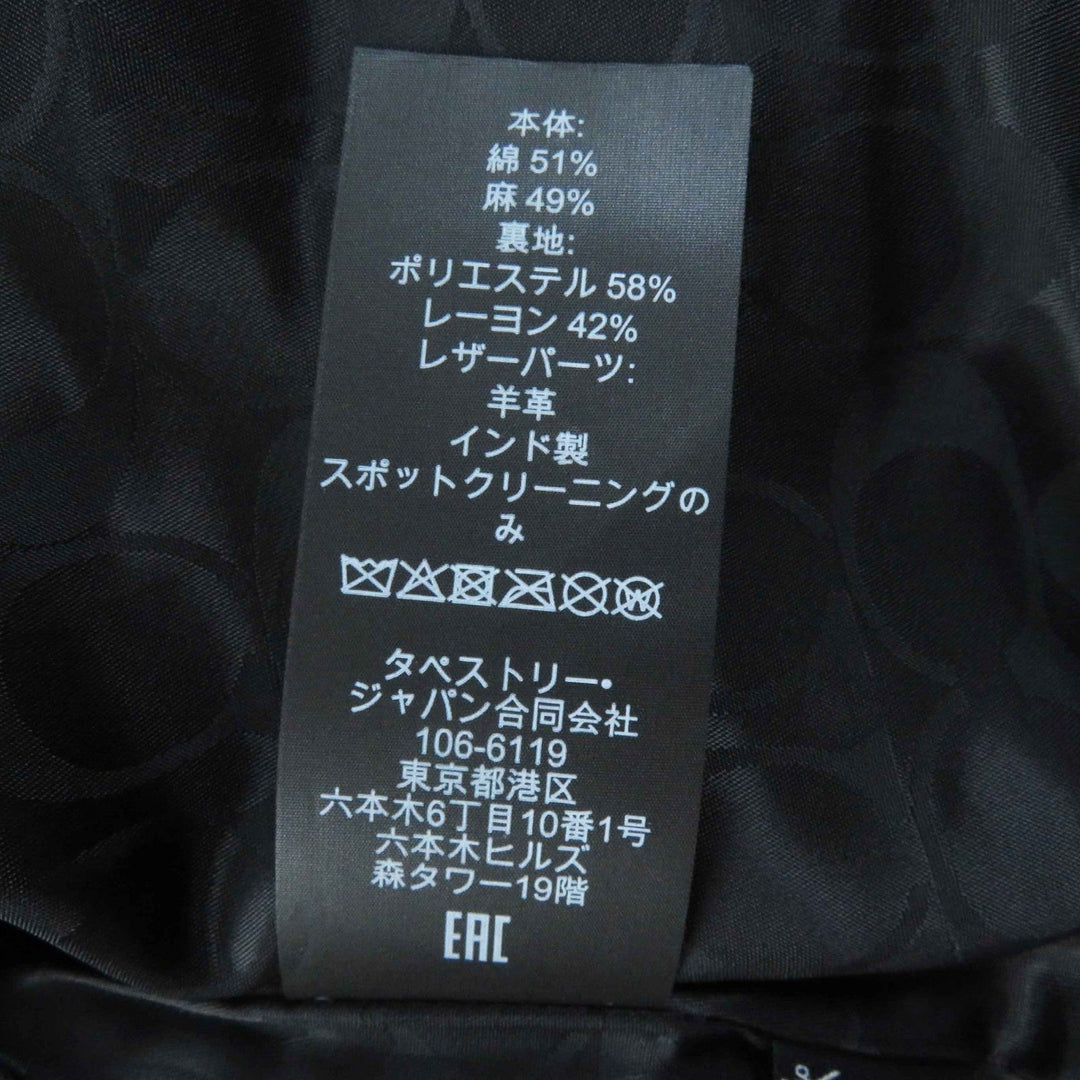 本体:
綿 51%
麻 49%
裏地:
ポリエステル 58%
レーヨン 42%
レザーパーツ:
羊革
インド製
スポットクリーニングの
み
W
タペストリー・
ジャパン合同会社
106-6119
東京都港区
六本木6丁目10番1号
六本木ヒルズ
森タワー19階
EAC